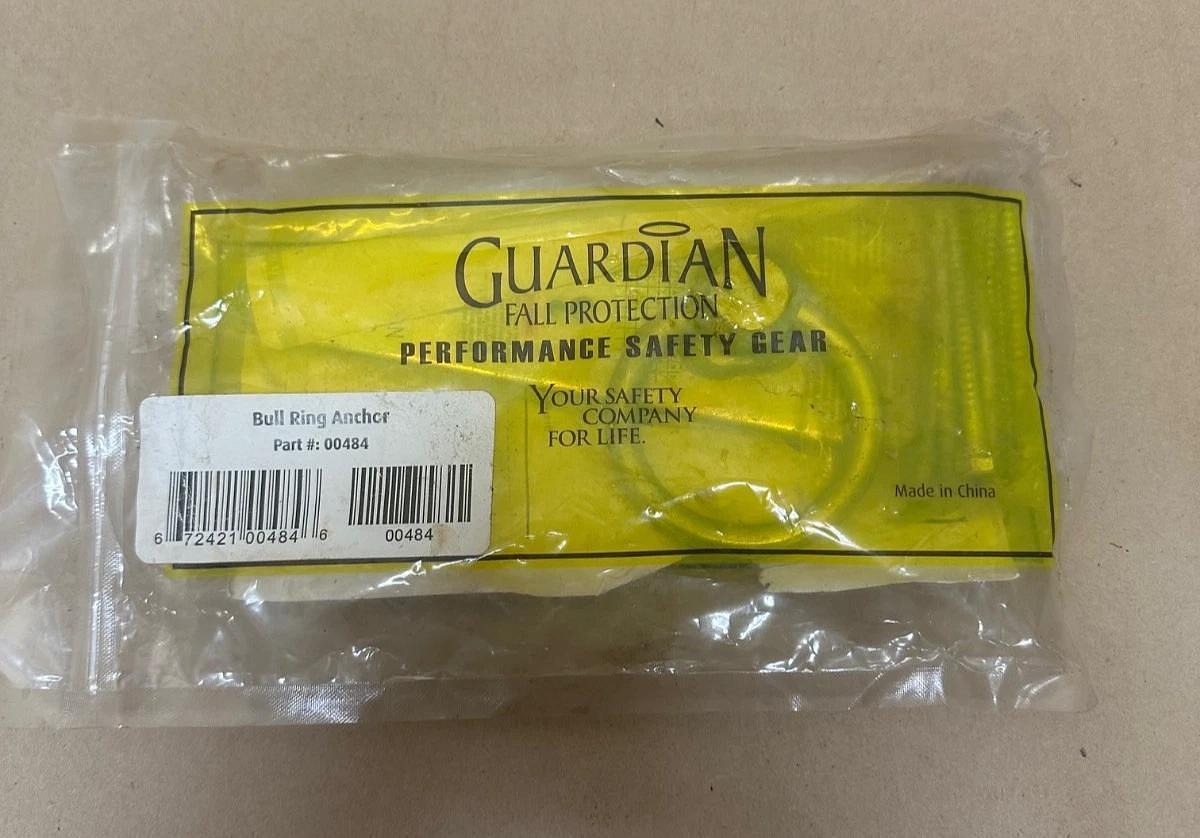 GUARDIAN
FALL PROTECTION
PERFORMANCE SAFETY GEAR
YOUR SAFETY
COMPANY
FOR LIFE.
Bull Ring Anchor
Part #: 00484
6 72421 00484 6
00484
Made in China